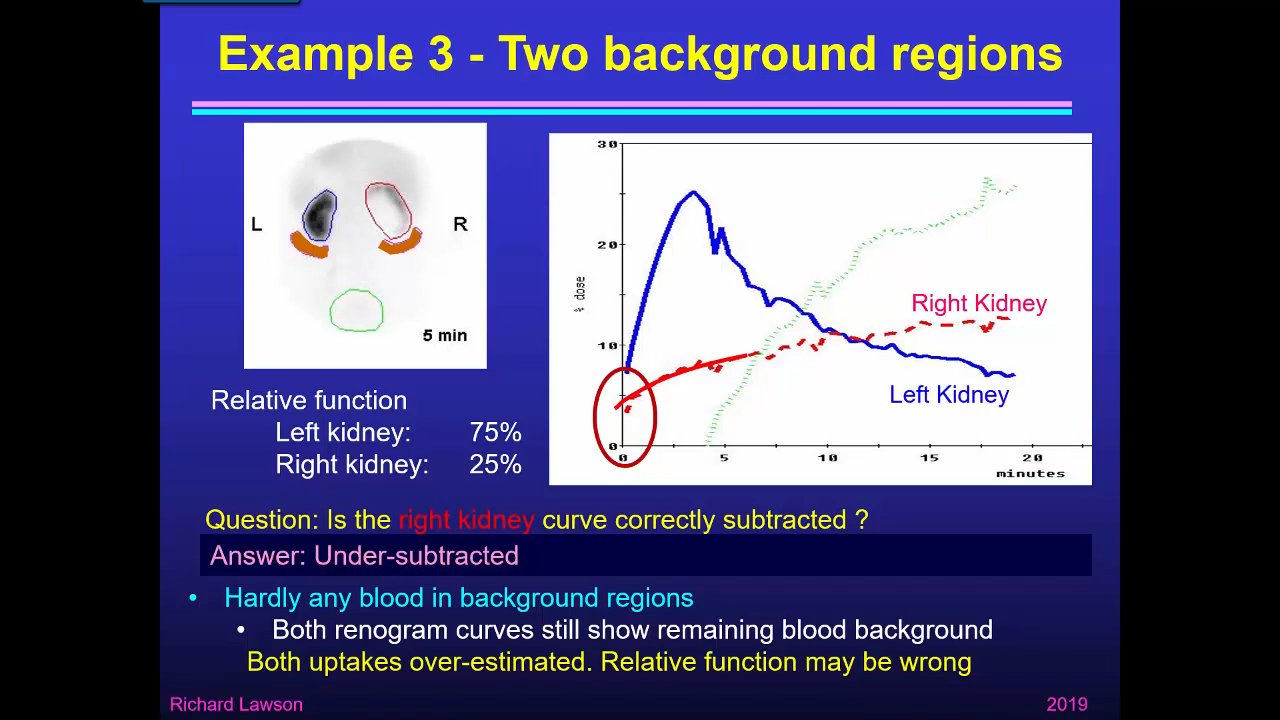 Example 3 - Two background regions
L
R
5 min
30
20
10
0
% dose
0 5 10 15 20
minutes
Right Kidney
Left Kidney
Relative function
Left kidney: 75%
Right kidney: 25%
Question: Is the right kidney curve correctly subtracted ?
Answer: Under-subtracted
• Hardly any blood in background regions
• Both renogram curves still show remaining blood background
Both uptakes over-estimated. Relative function may be wrong
Richard Lawson
2019